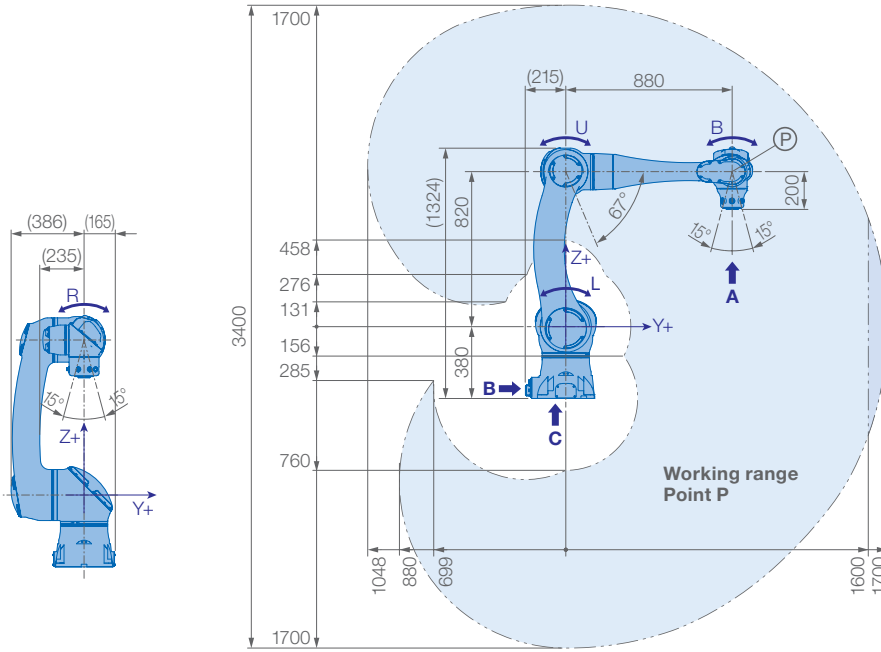 1700
(215)
880
U
B
P
(1324)
820
67°
200
15°
15°
(386)
(165)
(235)
R
458
276
131
156
285
Z+
L
A
Y+
3400
380
B
C
15°
15°
Z+
Y+
760
Working range
Point P
1048
880
699
1600
1700
1700